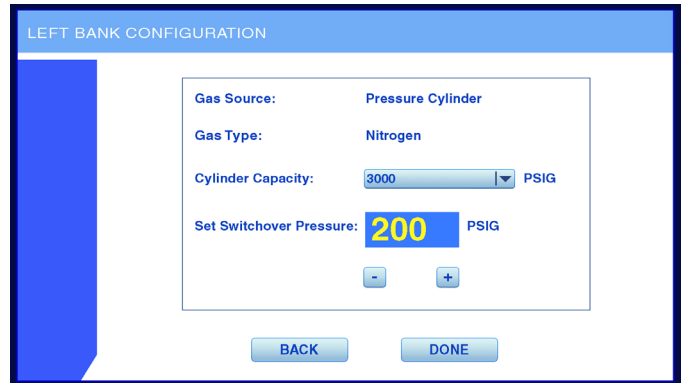 LEFT BANK CONFIGURATION
Gas Source: Pressure Cylinder
Gas Type: Nitrogen
Cylinder Capacity: 3000 PSIG
Set Switchover Pressure: 200 PSIG
- +
BACK DONE